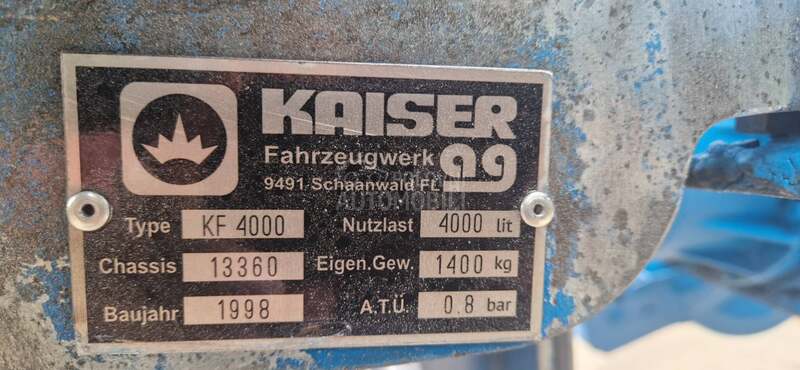 KAISER
Fahrzeugwerk ag
9491 Schaanwald FL
AUTOMOBILI
Type KF 4000 Nutzlast 4000 lit
Chassis 13360 Eigen.Gew. 1400 kg
Baujahr 1998 A.T.Ü. 0.8 bar